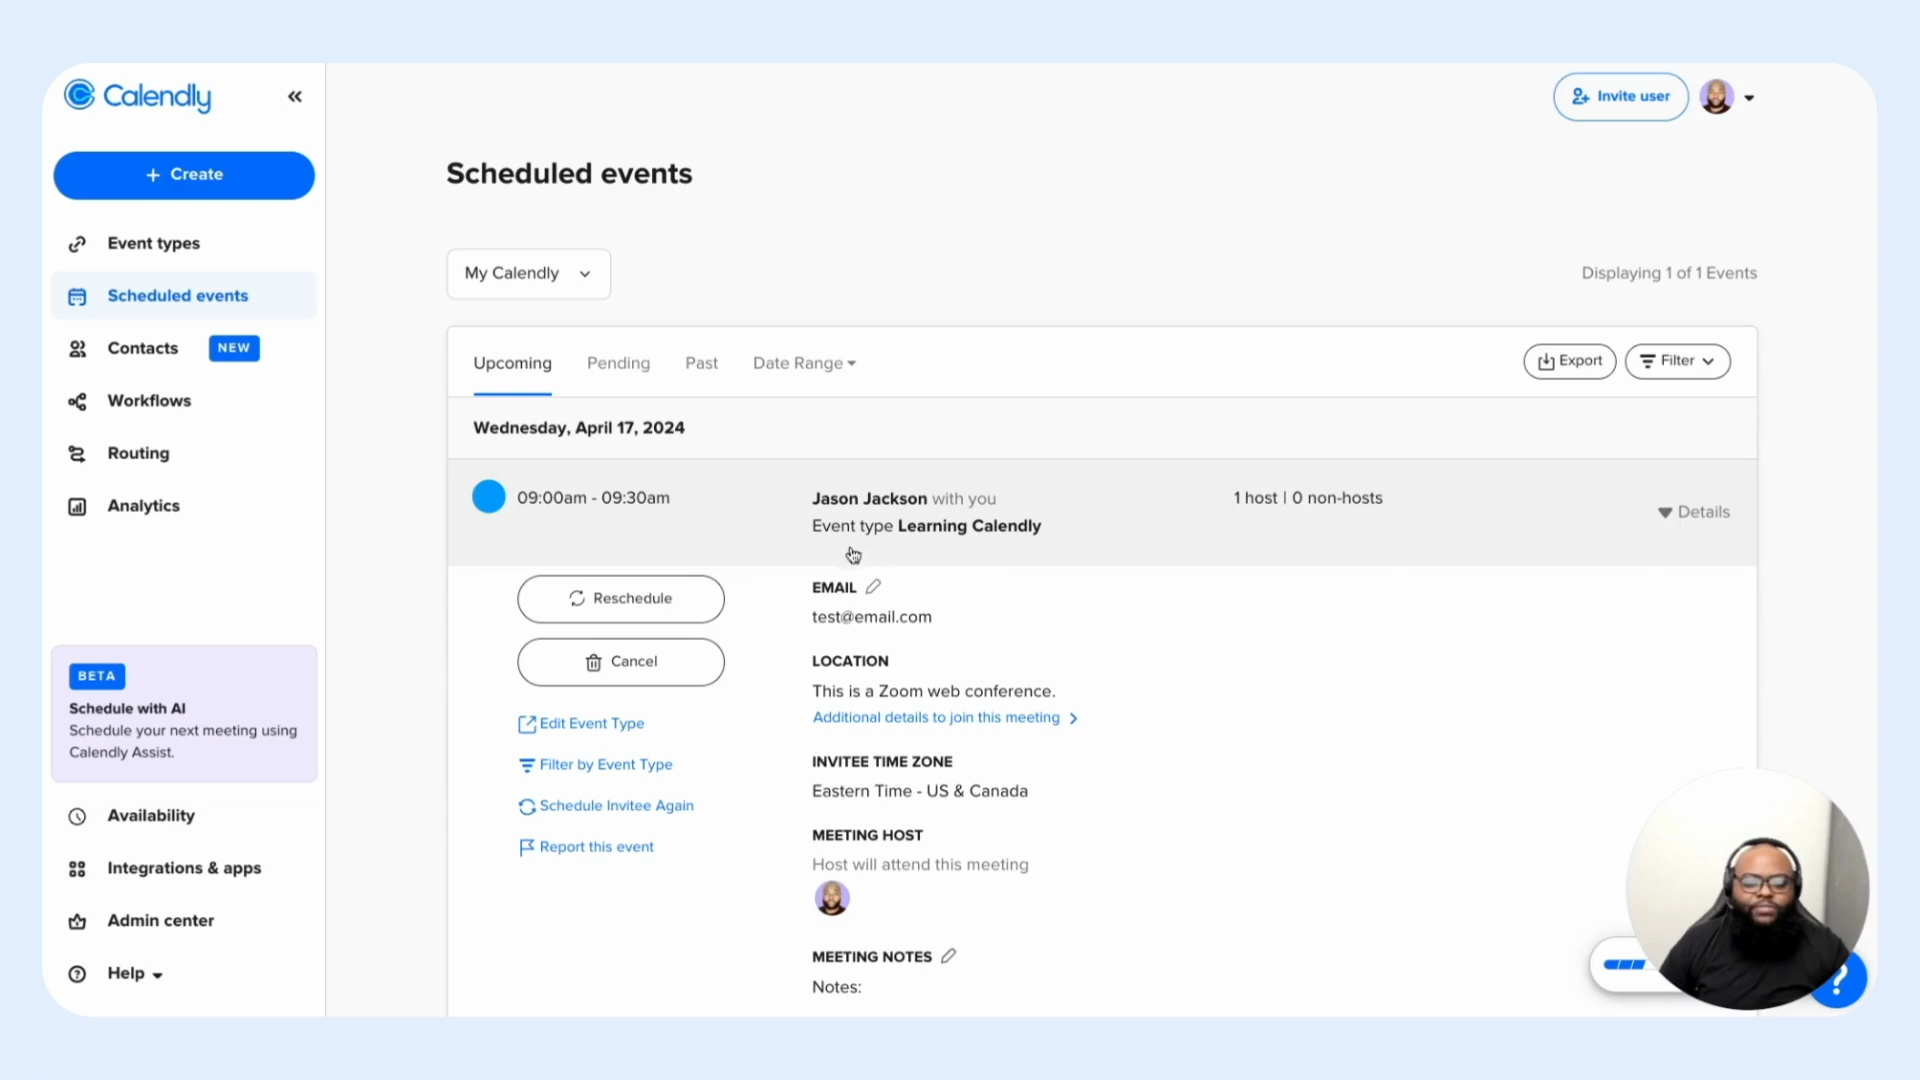 Calendly
Invite user
+ Create
Event types
Scheduled events
Contacts NEW
Workflows
Routing
Analytics
BETA
Schedule with AI
Schedule your next meeting using
Calendly Assist.
Availability
Integrations & apps
Admin center
Help
Scheduled events
My Calendly
Displaying 1 of 1 Events
Upcoming Pending Past Date Range
Export Filter
Wednesday, April 17, 2024
09:00am - 09:30am
Jason Jackson with you
Event type Learning Calendly
1 host | 0 non-hosts
Details
Reschedule
Cancel
Edit Event Type
Filter by Event Type
Schedule Invitee Again
Report this event
EMAIL
test@email.com
LOCATION
This is a Zoom web conference.
Additional details to join this meeting
INVITEE TIME ZONE
Eastern Time - US & Canada
MEETING HOST
Host will attend this meeting
MEETING NOTES
Notes:
?